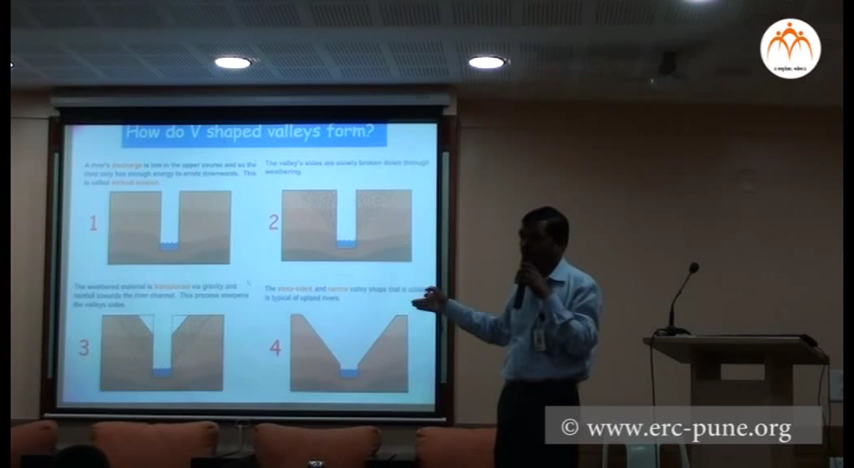 How do V shaped valleys form?
A river's discharge is low in the upper course and so the
river only has enough energy to erode downwards. This
is called vertical erosion.
The valley's sides are slowly broken down through
weathering.
1
2
The weathered material is transported via gravity and
rainfall towards the river channel. This process steepens
the valleys sides.
The steep-sided and narrow valley shape that is
is typical of upland rivers.
3
4
© www.erc-pune.org